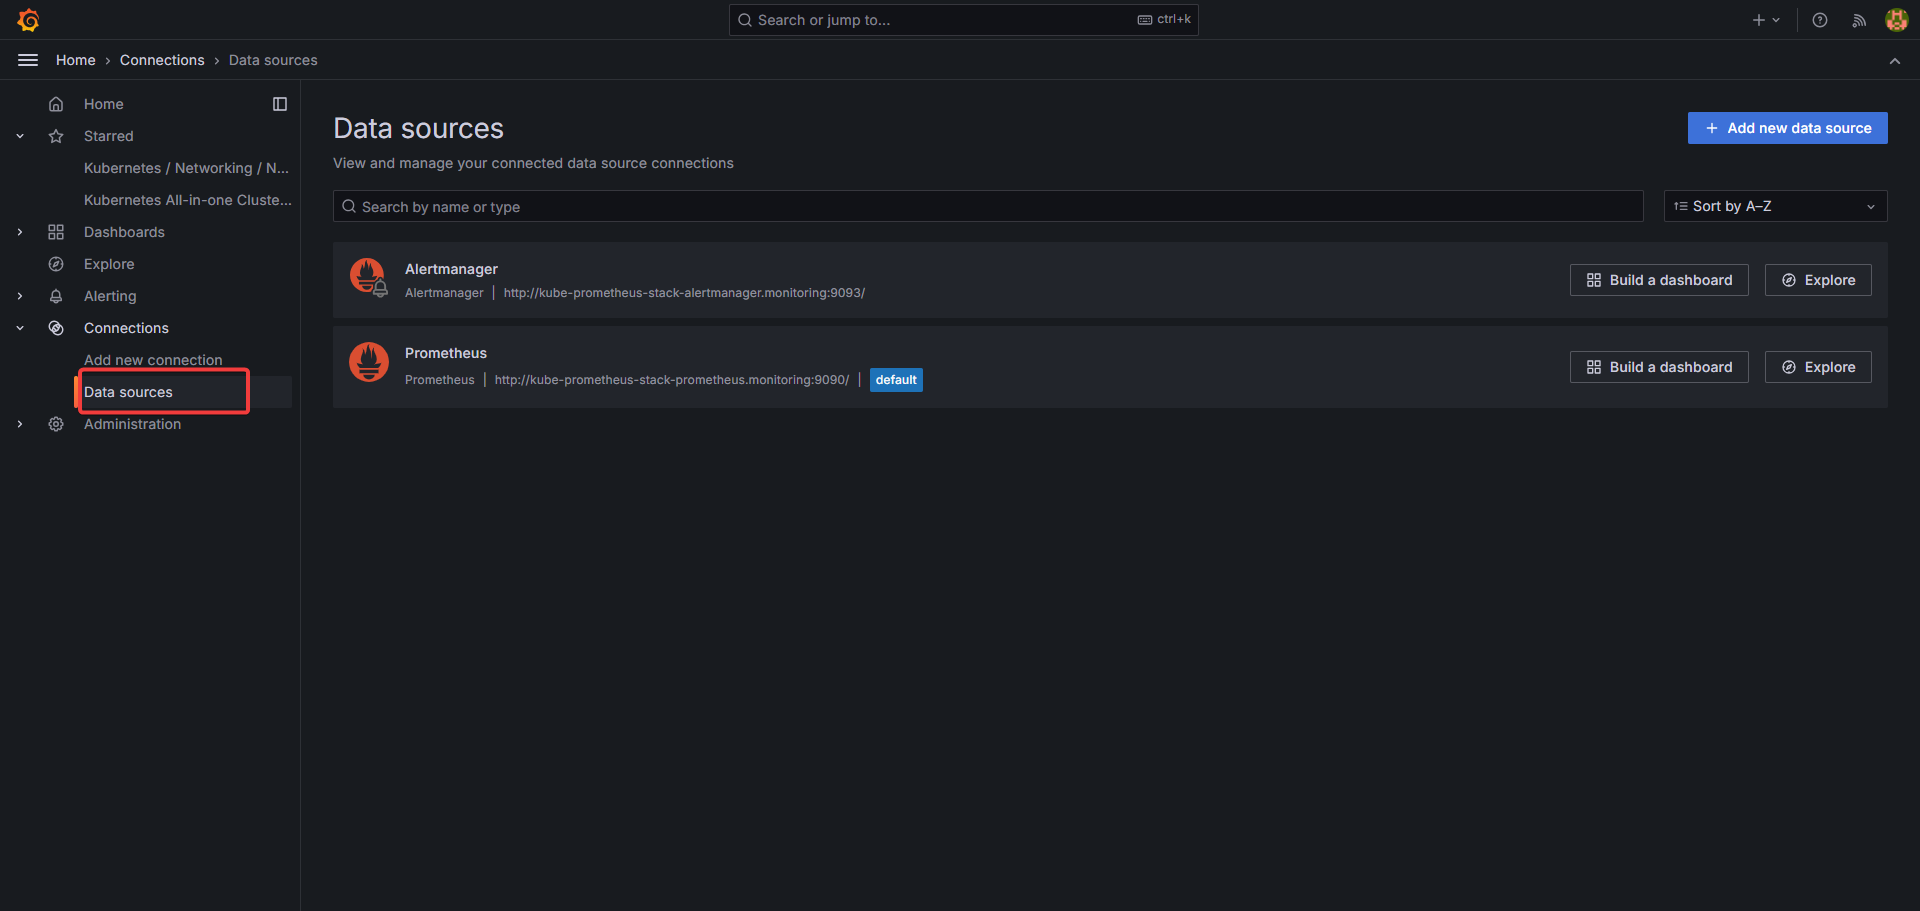 Search or jump to...
ctrl+k
Home › Connections › Data sources
Home
Starred
Kubernetes / Networking / N...
Kubernetes All-in-one Cluste...
Dashboards
Explore
Alerting
Connections
Add new connection
Data sources
Administration
Data sources
Add new data source
View and manage your connected data source connections
Search by name or type
Sort by A–Z
Alertmanager
Alertmanager | http://kube-prometheus-stack-alertmanager.monitoring:9093/
Build a dashboard
Explore
Prometheus
Prometheus | http://kube-prometheus-stack-prometheus.monitoring:9090/ | default
Build a dashboard
Explore